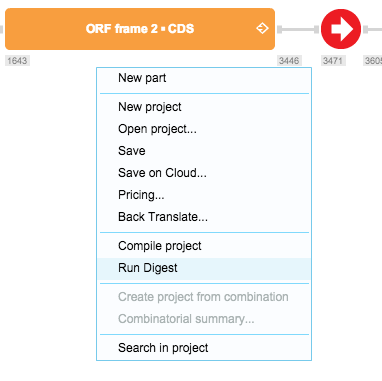 ORF frame 2 • CDS
1643 3446 3471 3605
New part
New project
Open project...
Save
Save on Cloud...
Pricing...
Back Translate...
Compile project
Run Digest
Create project from combination
Combinatorial summary...
Search in project